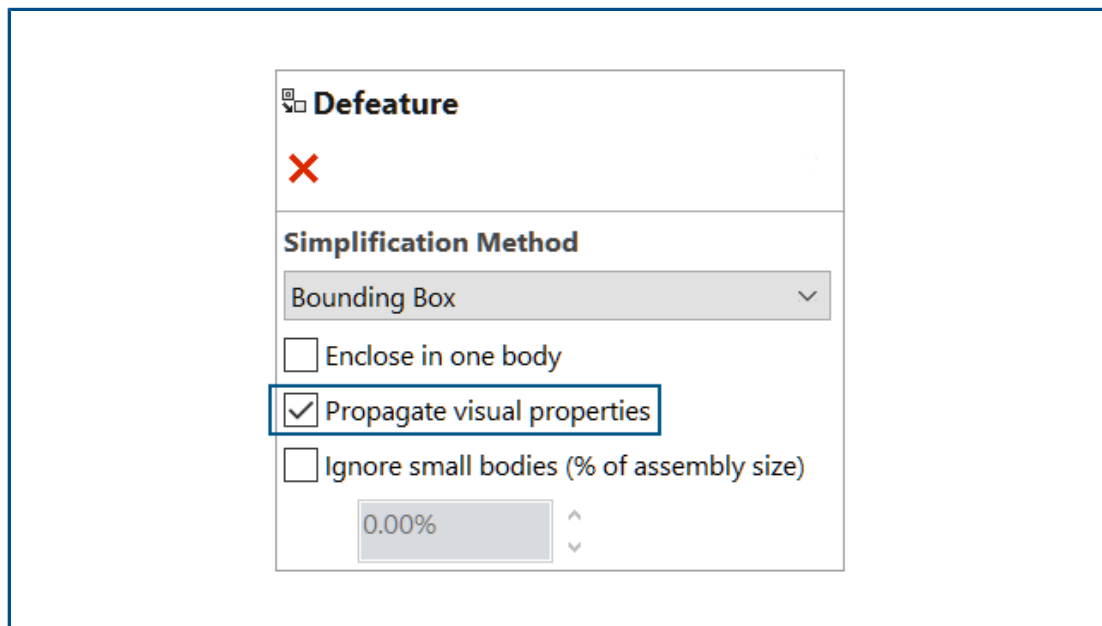 Defeature
Simplification Method
Bounding Box
Enclose in one body
Propagate visual properties
Ignore small bodies (% of assembly size)
0.00%